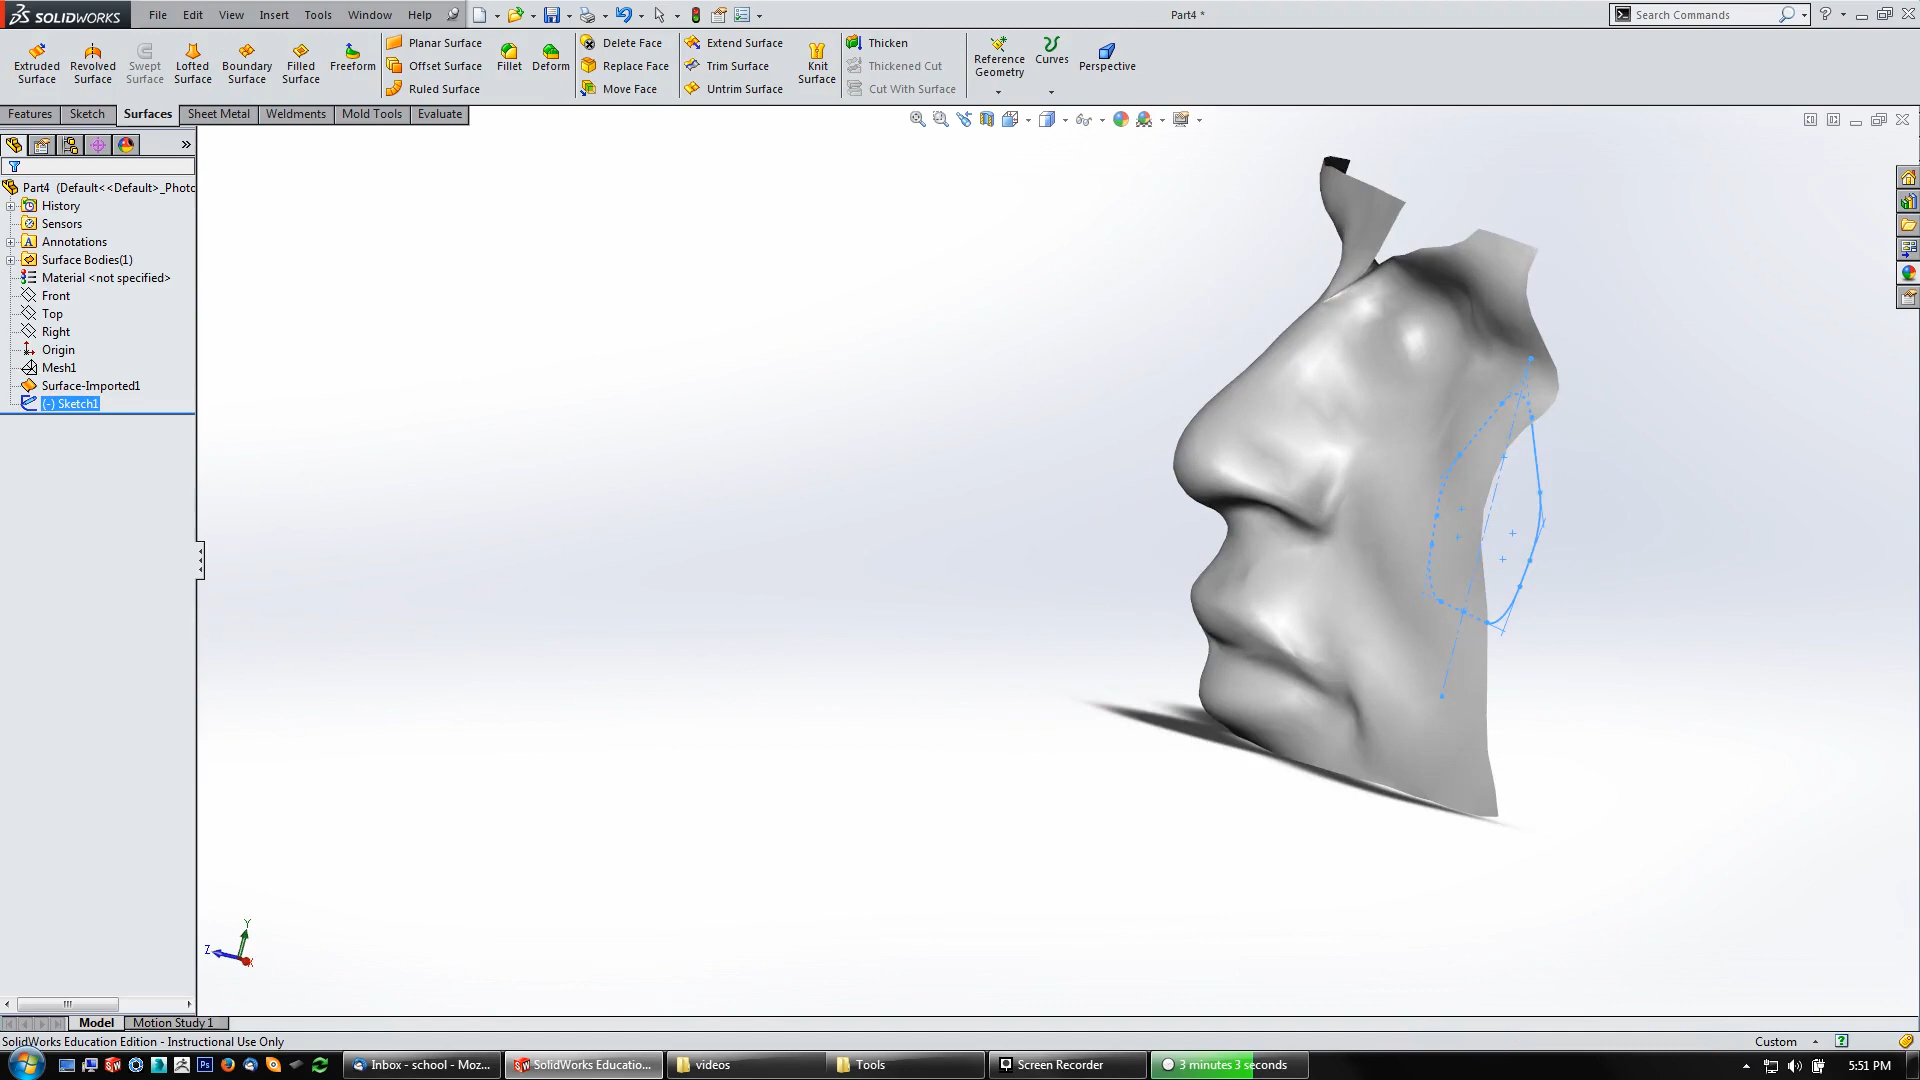 SOLIDWORKS File Edit View Insert Tools Window Help Part4 * Search Commands
Extruded Surface Revolved Surface Swept Surface Lofted Surface Boundary Surface Filled Surface Freeform Planar Surface Offset Surface Ruled Surface Fillet Deform Delete Face Replace Face Move Face Extend Surface Trim Surface Untrim Surface Knit Surface Thicken Thickened Cut Cut With Surface Reference Geometry Curves Perspective
Features Sketch Surfaces Sheet Metal Weldments Mold Tools Evaluate
Part4 (Default<<Default>_Photo
History
Sensors
Annotations
Surface Bodies(1)
Material <not specified>
Front
Top
Right
Origin
Mesh1
Surface-Imported1
(-) Sketch1
Y
Z
X
Model Motion Study 1
SolidWorks Education Edition - Instructional Use Only Custom
Inbox - school - Moz... SolidWorks Educatio... videos Tools Screen Recorder 3 minutes 3 seconds 5:51 PM